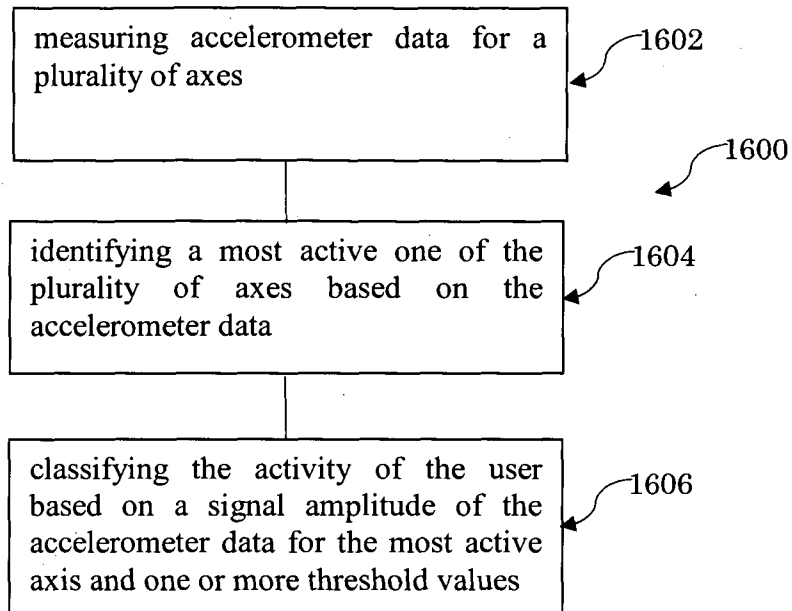 measuring accelerometer data for a
plurality of axes
1602
1600
identifying a most active one of the
plurality of axes based on the
accelerometer data
1604
classifying the activity of the user
based on a signal amplitude of the
accelerometer data for the most active
axis and one or more threshold values
1606